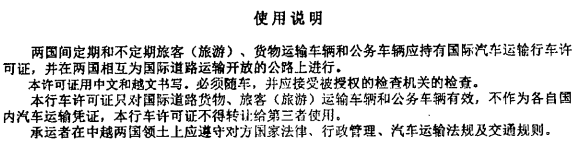 使用说明
两国间定期和不定期旅客（旅游）、货物运输车辆和公务车辆应持有国际汽车运输行车许
可证，并在两国相互为国际道路运输开放的公路上进行。
本许可证用中文和越文书写．必须随车，并应接受被授权的检查机关的检查。
本行车许可证只对国际道路货物、旅客（旅游）运输车辆和公务车辆有效，不作为各自国
内汽车运输凭证，本行车许可证不得转让给第三者使用。
承运者在中越两国领土上应遵守对方国家法律、行政管理、汽车运输法规及交通规则。